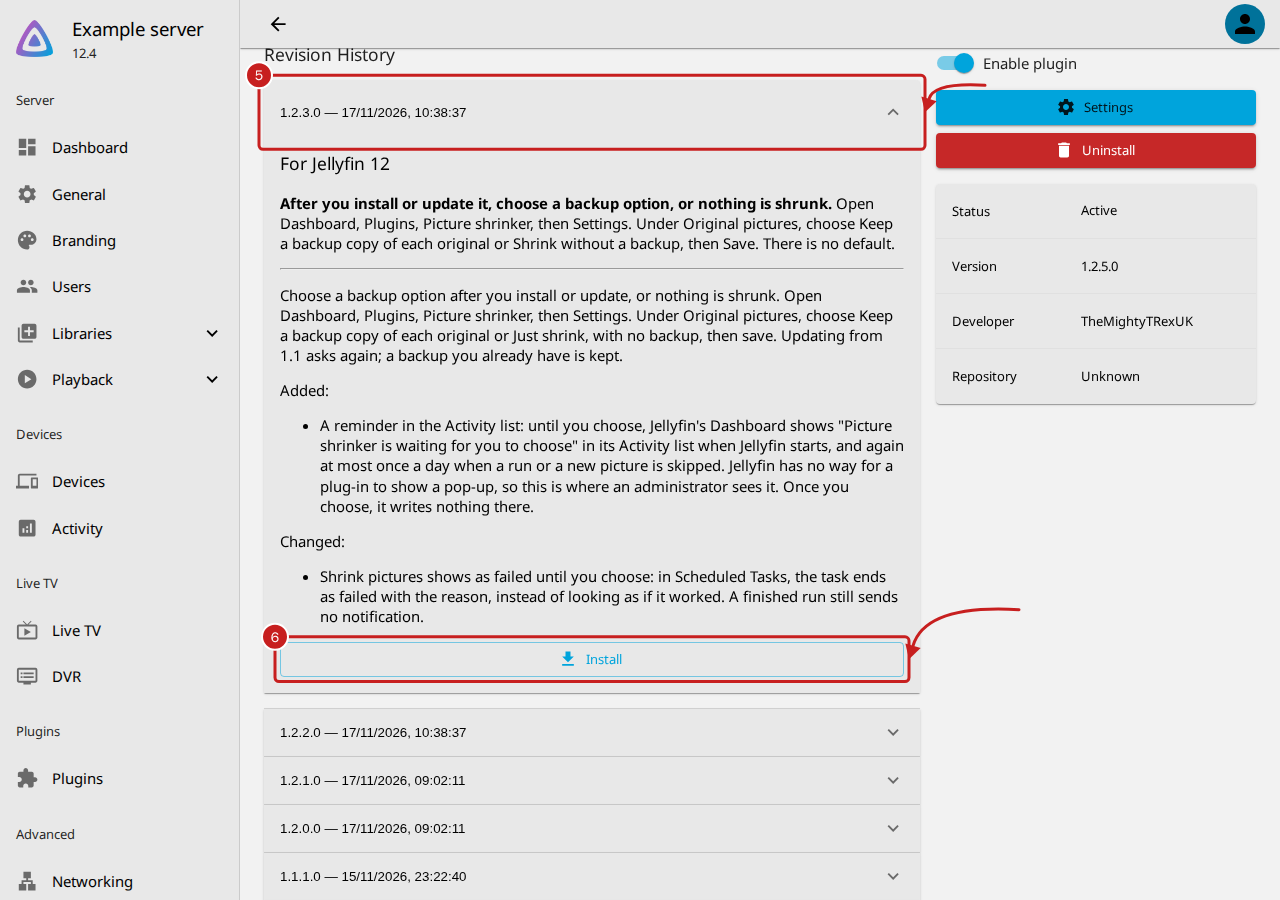 Example server
12.4
Server
Dashboard
General
Branding
Users
Libraries
Playback
Devices
Devices
Activity
Live TV
Live TV
DVR
Plugins
Plugins
Advanced
Networking
Revision History
5
1.2.3.0 — 17/11/2026, 10:38:37
For Jellyfin 12
After you install or update it, choose a backup option, or nothing is shrunk. Open
Dashboard, Plugins, Picture shrinker, then Settings. Under Original pictures, choose Keep
a backup copy of each original or Shrink without a backup, then Save. There is no default.
Choose a backup option after you install or update, or nothing is shrunk. Open
Dashboard, Plugins, Picture shrinker, then Settings. Under Original pictures, choose Keep
a backup copy of each original or Just shrink, with no backup, then save. Updating from
1.1 asks again; a backup you already have is kept.
Added:
• A reminder in the Activity list: until you choose, Jellyfin's Dashboard shows "Picture
shrinker is waiting for you to choose" in its Activity list when Jellyfin starts, and again
at most once a day when a run or a new picture is skipped. Jellyfin has no way for a
plug-in to show a pop-up, so this is where an administrator sees it. Once you
choose, it writes nothing there.
Changed:
• Shrink pictures shows as failed until you choose: in Scheduled Tasks, the task ends
as failed with the reason, instead of looking as if it worked. A finished run still sends
no notification.
6
Install
1.2.2.0 — 17/11/2026, 10:38:37
1.2.1.0 — 17/11/2026, 09:02:11
1.2.0.0 — 17/11/2026, 09:02:11
1.1.1.0 — 15/11/2026, 23:22:40
Enable plugin
Settings
Uninstall
Status Active
Version 1.2.5.0
Developer TheMightyTRexUK
Repository Unknown